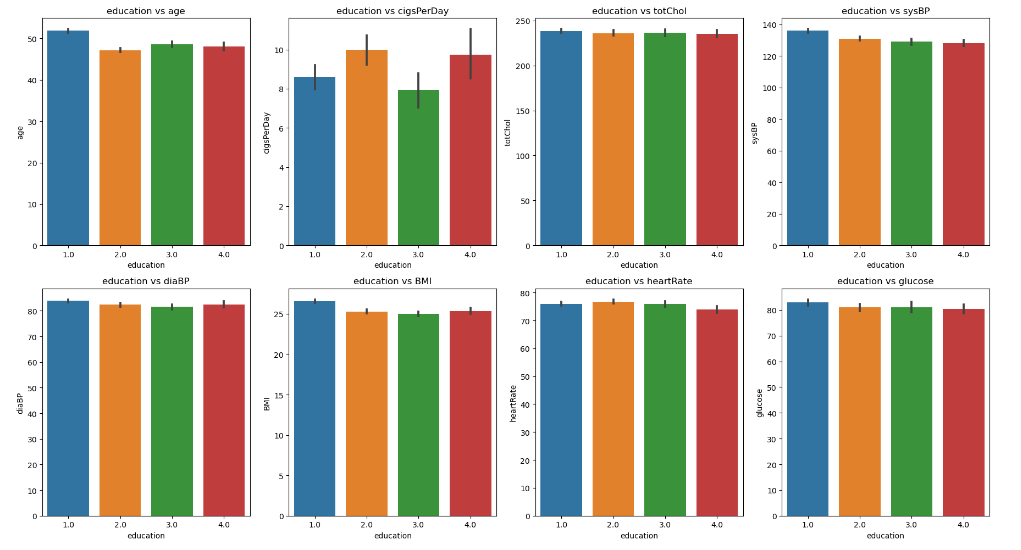 education vs age
age
50
40
30
20
10
0
1.0 2.0 3.0 4.0
education
education vs cigsPerDay
cigsPerDay
10
8
6
4
2
0
1.0 2.0 3.0 4.0
education
education vs totChol
totChol
250
200
150
100
50
0
1.0 2.0 3.0 4.0
education
education vs sysBP
sysBP
140
120
100
80
60
40
20
0
1.0 2.0 3.0 4.0
education
education vs diaBP
diaBP
80
70
60
50
40
30
20
10
0
1.0 2.0 3.0 4.0
education
education vs BMI
BMI
25
20
15
10
5
0
1.0 2.0 3.0 4.0
education
education vs heartRate
heartRate
80
70
60
50
40
30
20
10
0
1.0 2.0 3.0 4.0
education
education vs glucose
glucose
80
70
60
50
40
30
20
10
0
1.0 2.0 3.0 4.0
education